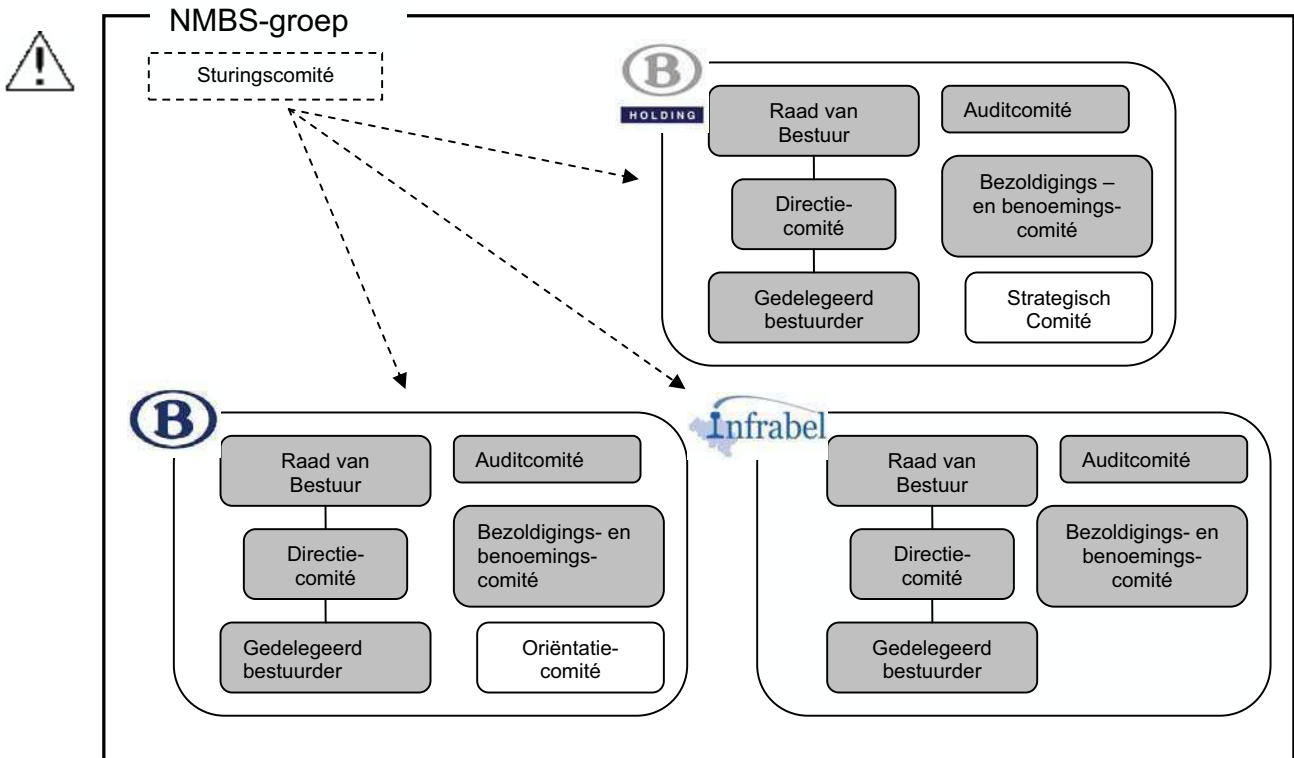 NMBS-groep
Sturingscomité
B
HOLDING
Raad van
Bestuur
Auditcomité
Directie-
comité
Bezoldigings –
en benoemings-
comité
Gedelegeerd
bestuurder
Strategisch
Comité
B
Raad van
Bestuur
Auditcomité
Directie-
comité
Bezoldigings- en
benoemings-
comité
Gedelegeerd
bestuurder
Oriëntatie-
comité
Infrabel
Raad van
Bestuur
Auditcomité
Directie-
comité
Bezoldigings- en
benoemings-
comité
Gedelegeerd
bestuurder